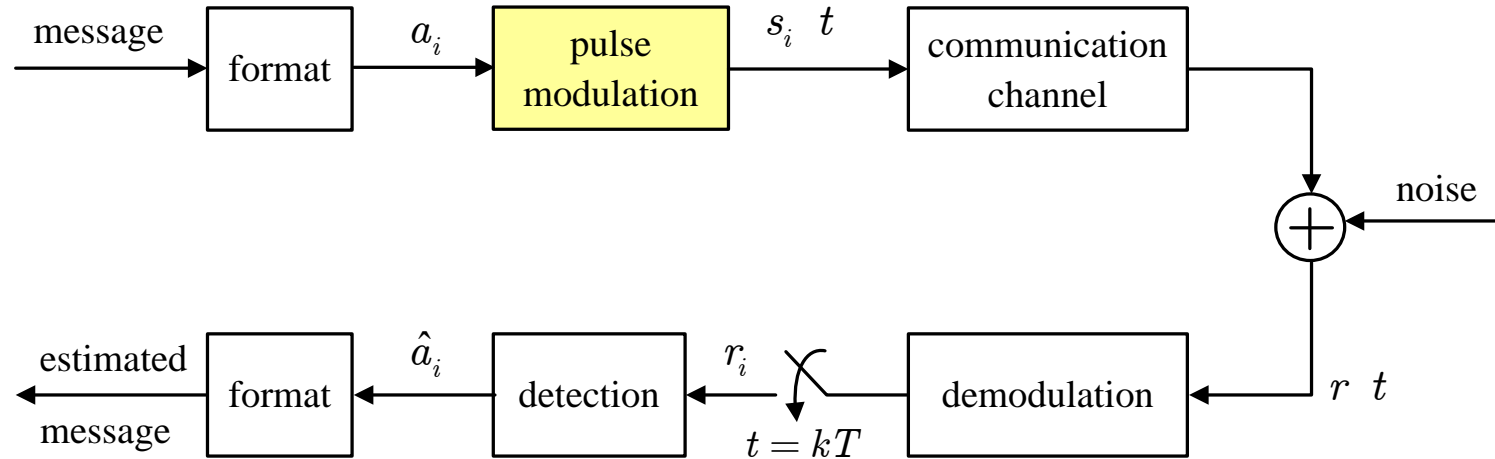 message
format
a_i
pulse
modulation
s_i t
communication
channel
noise
r t
demodulation
t = kT
r_i
detection
â_i
format
estimated
message